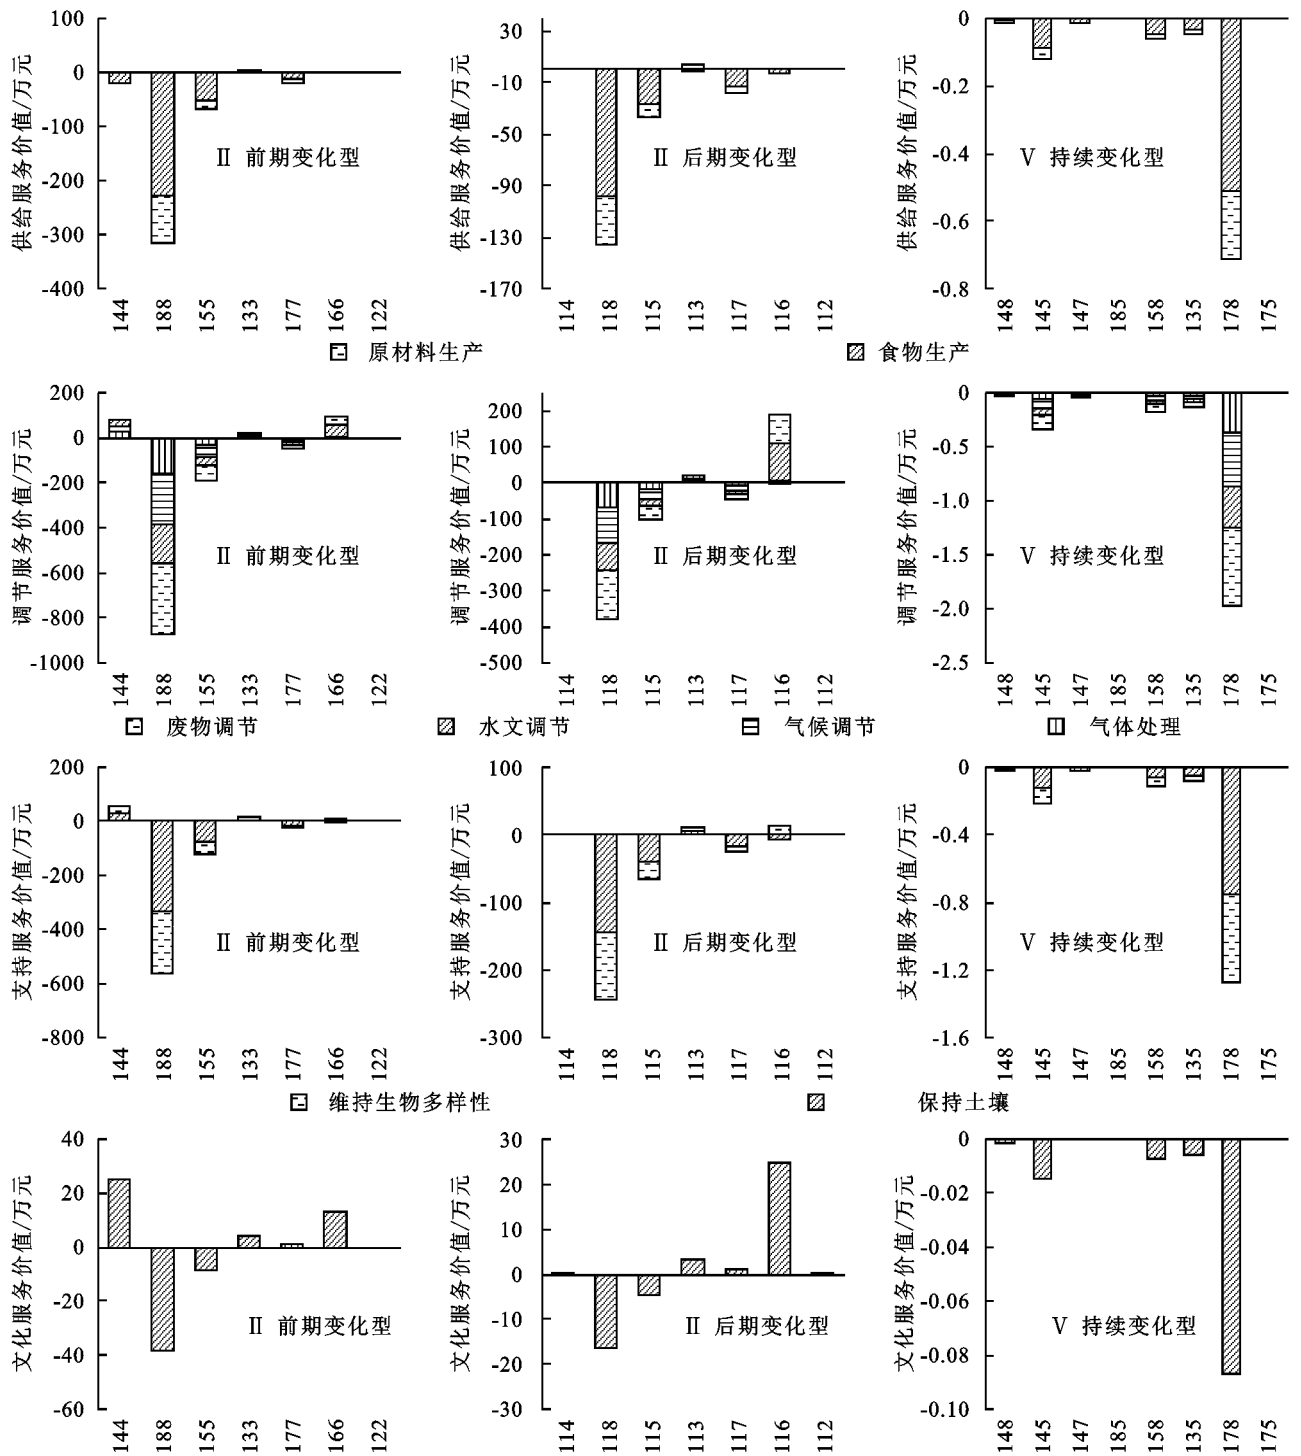 供给服务价值/万元
100
0
-100
-200
-300
-400
Ⅱ 前期变化型
144 188 155 133 177 166 122
供给服务价值/万元
30
-10
-50
-90
-130
-170
Ⅱ 后期变化型
114 118 115 113 117 116 112
供给服务价值/万元
0
-0.2
-0.4
-0.6
-0.8
Ⅴ 持续变化型
148 145 147 185 158 135 178 175
原材料生产 食物生产
调节服务价值/万元
200
0
-200
-400
-600
-800
-1000
Ⅱ 前期变化型
144 188 155 133 177 166 122
调节服务价值/万元
200
100
0
-100
-200
-300
-400
-500
Ⅱ 后期变化型
114 118 115 113 117 116 112
调节服务价值/万元
0
-0.5
-1.0
-1.5
-2.0
-2.5
Ⅴ 持续变化型
148 145 147 185 158 135 178 175
废物调节 水文调节 气候调节 气体处理
支持服务价值/万元
200
0
-200
-400
-600
-800
Ⅱ 前期变化型
144 188 155 133 177 166 122
支持服务价值/万元
100
0
-100
-200
-300
Ⅱ 后期变化型
114 118 115 113 117 116 112
支持服务价值/万元
0
-0.4
-0.8
-1.2
-1.6
Ⅴ 持续变化型
148 145 147 185 158 135 178 175
维持生物多样性 保持土壤
文化服务价值/万元
40
20
0
-20
-40
-60
Ⅱ 前期变化型
144 188 155 133 177 166 122
文化服务价值/万元
30
20
10
0
-10
-20
-30
Ⅱ 后期变化型
114 118 115 113 117 116 112
文化服务价值/万元
0
-0.02
-0.04
-0.06
-0.08
-0.10
Ⅴ 持续变化型
148 145 147 185 158 135 178 175